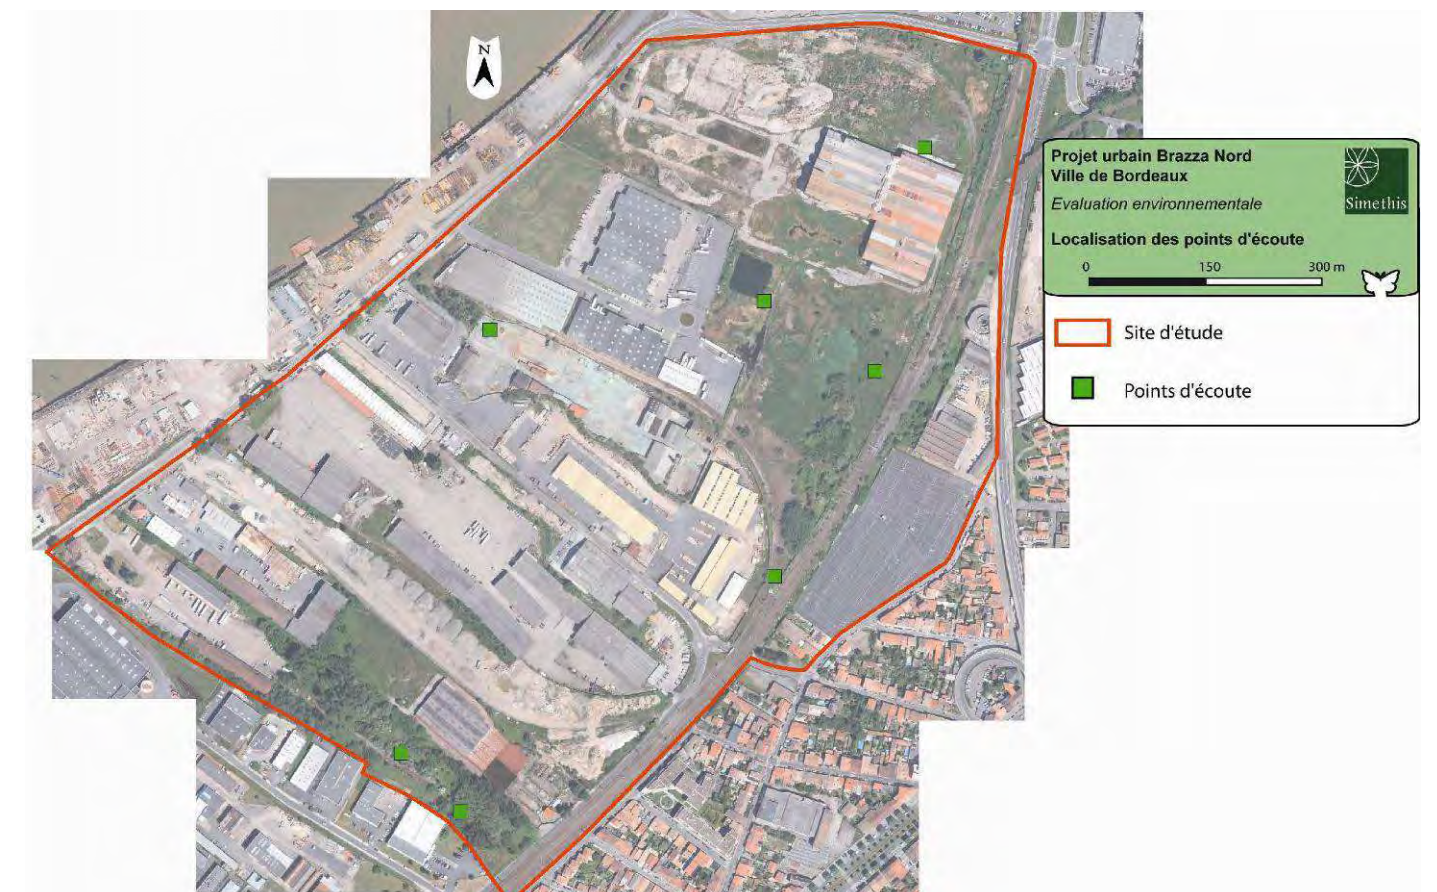 N
Projet urbain Brazza Nord
Ville de Bordeaux
Evaluation environnementale
Simethis
Localisation des points d'écoute
0 150 300 m
Site d'étude
Points d'écoute